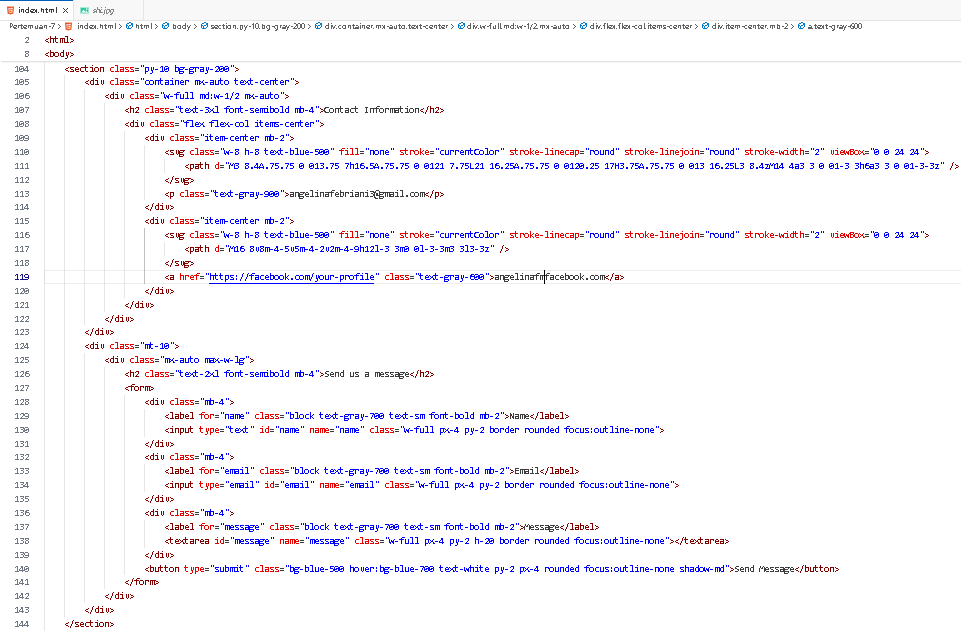 index.html × shi.jpg
Pertemuan-7 > index.html > html > body > section.py-10.bg-gray-200 > div.container.mx-auto.text-center > div.w-full.md:w-1/2.mx-auto > div.flex.flex-col.items-center > div.item-center.mb-2 > a.text-gray-600
2 <html>
8 <body>
104 <section class="py-10 bg-gray-200">
105 <div class="container mx-auto text-center">
106 <div class="w-full md:w-1/2 mx-auto">
107 <h2 class="text-3xl font-semibold mb-4">Contact Information</h2>
108 <div class="flex flex-col items-center">
109 <div class="item-center mb-2">
110 <svg class="w-8 h-8 text-blue-500" fill="none" stroke="currentColor" stroke-linecap="round" stroke-linejoin="round" stroke-width="2" viewBox="0 0 24 24">
111 <path d="M3 8.4A.75.75 0 013.75 7h16.5A.75.75 0 0121 7.75L21 16.25A.75.75 0 0120.25 17H3.75A.75.75 0 013 16.25L3 8.4zM14 4a3 3 0 01-3 3h6a3 3 0 01-3-3z" />
112 </svg>
113 <p class="text-gray-900">angelinafebriani3@gmail.com</p>
114 </div>
115 <div class="item-center mb-2">
116 <svg class="w-8 h-8 text-blue-500" fill="none" stroke="currentColor" stroke-linecap="round" stroke-linejoin="round" stroke-width="2" viewBox="0 0 24 24">
117 <path d="M16 8v8m-4-5v5m-4-2v2m-4-9h12l-3 3m0 0l-3-3m3 3l3-3z" />
118 </svg>
119 <a href="https://facebook.com/your-profile" class="text-gray-600">angelinafmfacebook.com</a>
120 </div>
121 </div>
122 </div>
123 </div>
124 <div class="mt-10">
125 <div class="mx-auto max-w-lg">
126 <h2 class="text-2xl font-semibold mb-4">Send us a message</h2>
127 <form>
128 <div class="mb-4">
129 <label for="name" class="block text-gray-700 text-sm font-bold mb-2">Name</label>
130 <input type="text" id="name" name="name" class="w-full px-4 py-2 border rounded focus:outline-none">
131 </div>
132 <div class="mb-4">
133 <label for="email" class="block text-gray-700 text-sm font-bold mb-2">Email</label>
134 <input type="email" id="email" name="email" class="w-full px-4 py-2 border rounded focus:outline-none">
135 </div>
136 <div class="mb-4">
137 <label for="message" class="block text-gray-700 text-sm font-bold mb-2">Message</label>
138 <textarea id="message" name="message" class="w-full px-4 py-2 h-20 border rounded focus:outline-none"></textarea>
139 </div>
140 <button type="submit" class="bg-blue-500 hover:bg-blue-700 text-white py-2 px-4 rounded focus:outline-none shadow-md">Send Message</button>
141 </form>
142 </div>
143 </div>
144 </section>